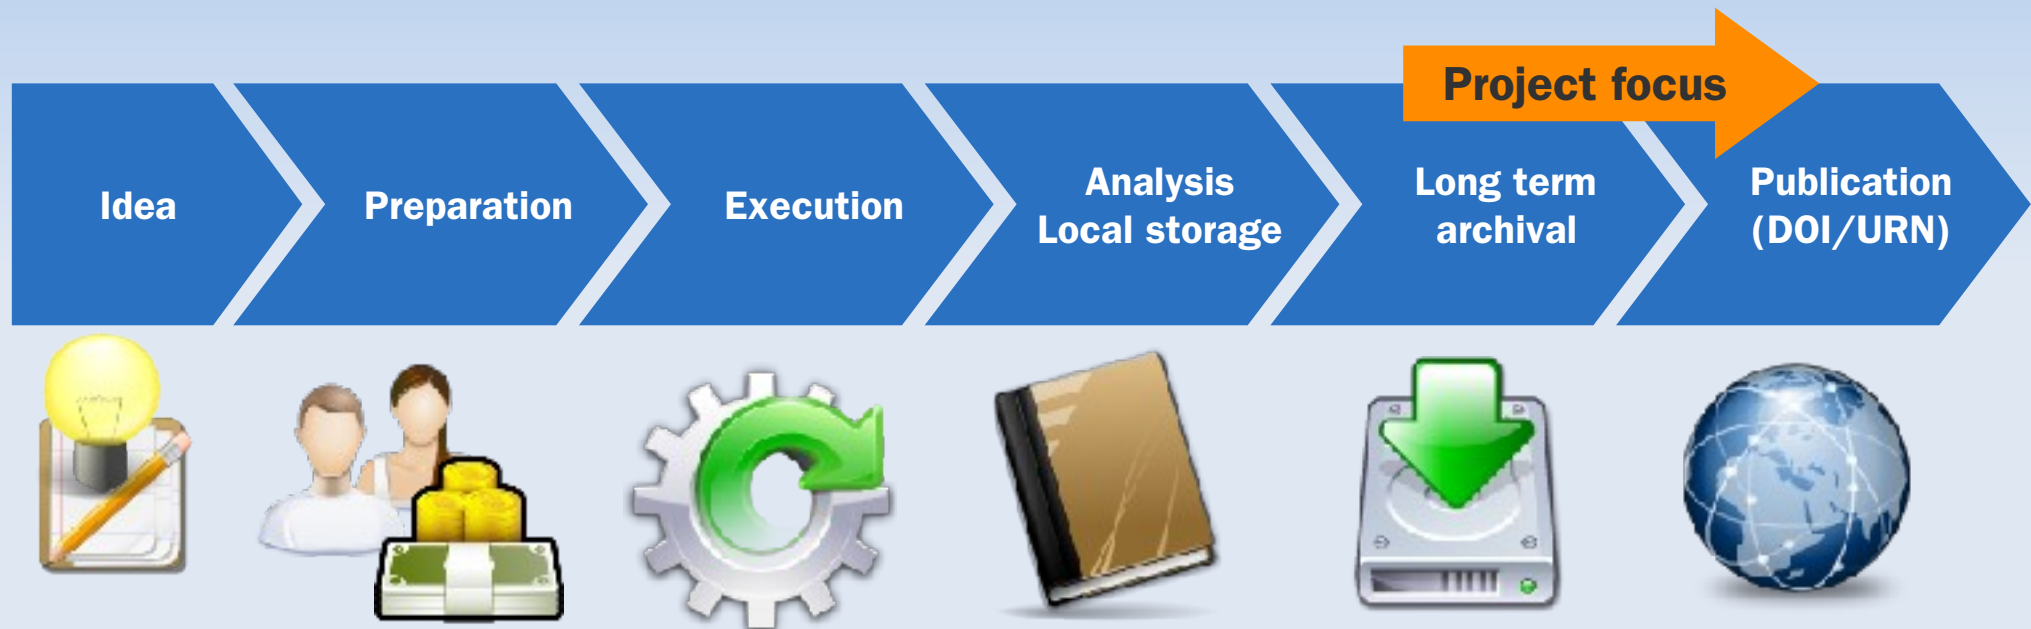 Project focus
Idea
Preparation
Execution
Analysis
Local storage
Long term
archival
Publication
(DOI/URN)